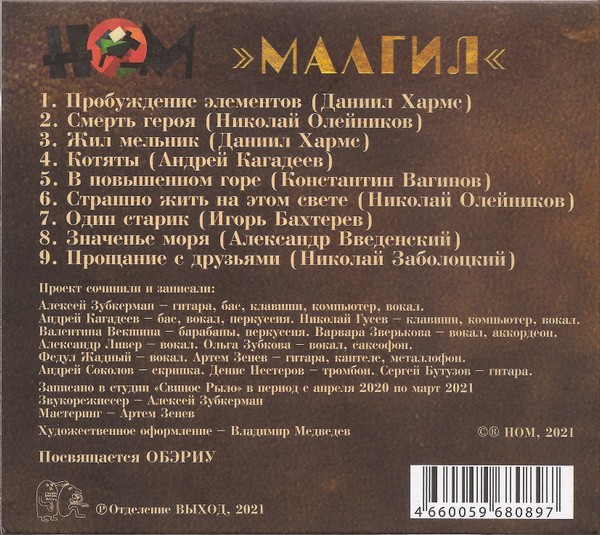 НОМ »МАЛГИЛ«
1. Пробуждение элементов (Даниил Хармс)
2. Смерть героя (Николай Олейников)
3. Жил мельник (Даниил Хармс)
4. Котяты (Андрей Кагадеев)
5. В повышенном горе (Константин Вагинов)
6. Страшно жить на этом свете (Николай Олейников)
7. Один старик (Игорь Бахтерев)
8. Значенье моря (Александр Введенский)
9. Прощание с друзьями (Николай Заболоцкий)
Проект сочинили и записали:
Алексей Зубкерман – гитара, бас, клавиши, компьютер, вокал.
Андрей Кагадеев – бас, вокал, перкуссия. Николай Гусев – клавиши, компьютер, вокал.
Валентина Векшина – барабаны, перкуссия. Варвара Зверькова – вокал, аккордеон.
Александр Ливер – вокал. Ольга Зубкова – вокал, саксофон.
Федул Жадный – вокал. Артем Зенев – гитара, кантеле, металлофон.
Андрей Соколов – скрипка. Денис Нестеров – тромбон. Сергей Бутузов – гитара.
Записано в студии «Свиное Рыло» в период с апреля 2020 по март 2021
Звукорежиссер – Алексей Зубкерман
Мастеринг – Артем Зенев
Художественное оформление – Владимир Медведев
©® НОМ, 2021
Посвящается ОБЭРИУ
℗ Отделение ВЫХОД, 2021
4 660059 680897